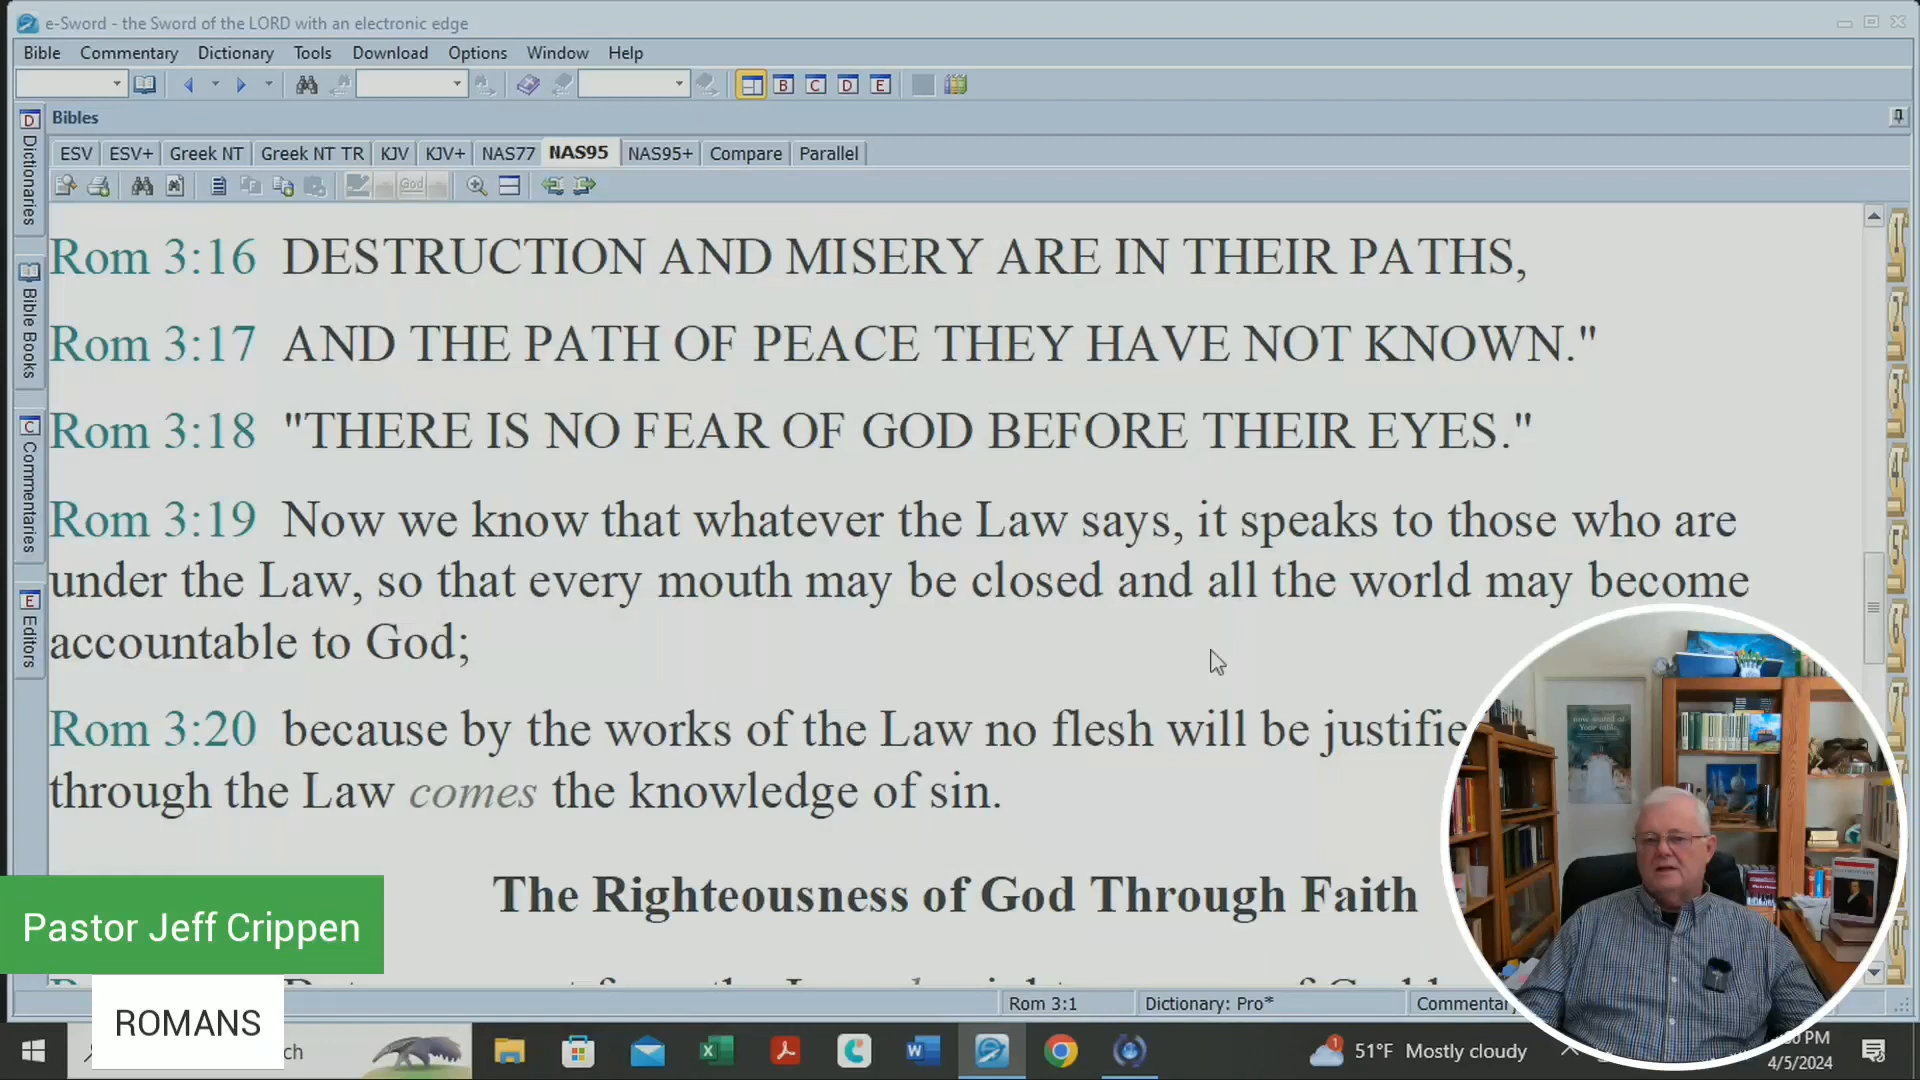 e-Sword - the Sword of the LORD with an electronic edge
Bible Commentary Dictionary Tools Download Options Window Help
B C D E
Bibles
ESV ESV+ Greek NT Greek NT TR KJV KJV+ NAS77 NAS95 NAS95+ Compare Parallel
God
D Dictionaries
Bible Books
C Commentaries
E Editors
Rom 3:16 DESTRUCTION AND MISERY ARE IN THEIR PATHS,
Rom 3:17 AND THE PATH OF PEACE THEY HAVE NOT KNOWN."
Rom 3:18 "THERE IS NO FEAR OF GOD BEFORE THEIR EYES."
Rom 3:19 Now we know that whatever the Law says, it speaks to those who are
under the Law, so that every mouth may be closed and all the world may become
accountable to God;
Rom 3:20 because by the works of the Law no flesh will be justifie
through the Law comes the knowledge of sin.
The Righteousness of God Through Faith
Pastor Jeff Crippen
ROMANS
Rom 3:1 Dictionary: Pro*
51°F Mostly cloudy
PM
4/5/2024